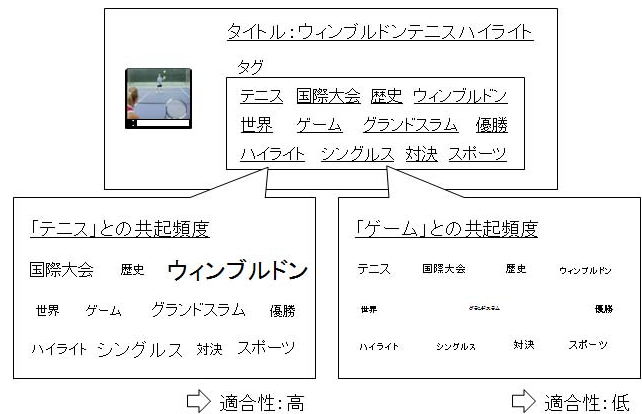 タイトル：ウィンブルドンテニスハイライト
タグ
テニス 国際大会 歴史 ウィンブルドン
世界 ゲーム グランドスラム 優勝
ハイライト シングルス 対決 スポーツ
「テニス」との共起頻度
国際大会 歴史 ウィンブルドン
世界 ゲーム グランドスラム 優勝
ハイライト シングルス 対決 スポーツ
適合性：高
「ゲーム」との共起頻度
テニス 国際大会 歴史 ウィンブルドン
世界 グランドスラム 優勝
ハイライト シングルス 対決 スポーツ
適合性：低